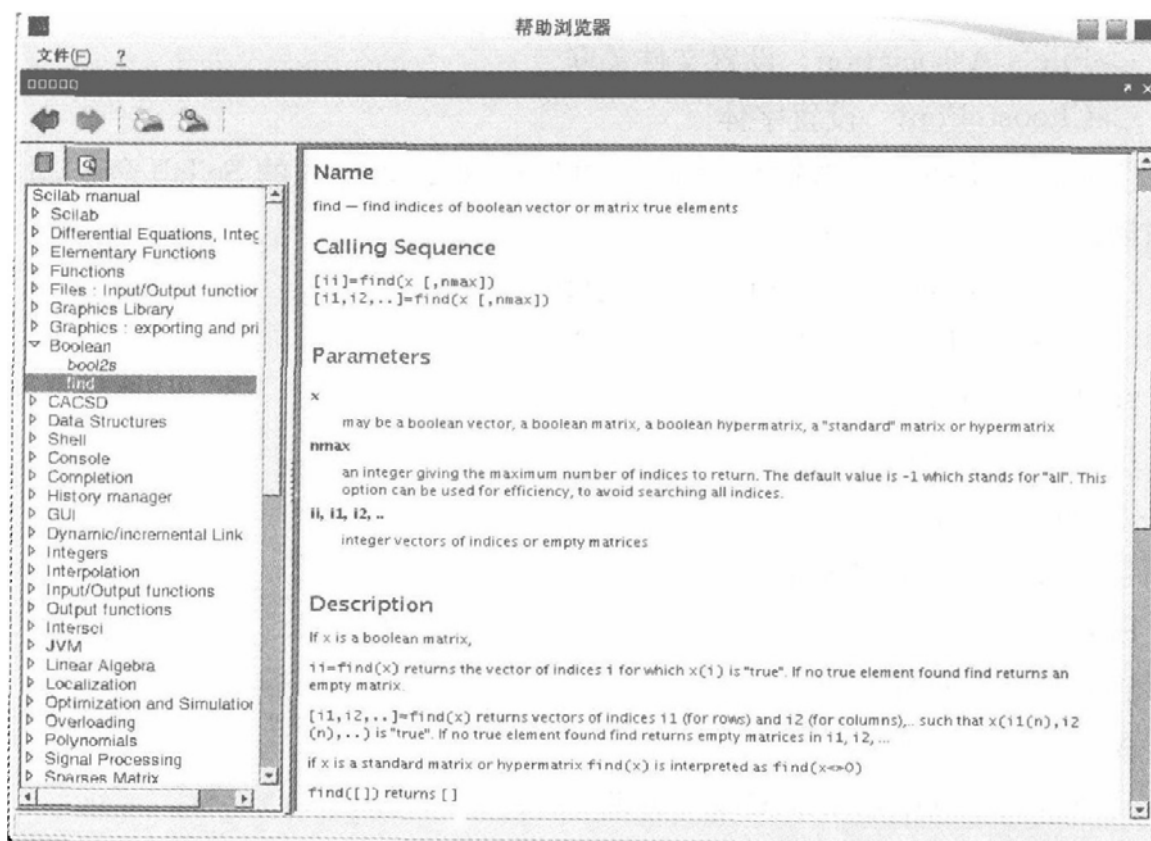 帮助浏览器
文件(F) ?
Scilab manual
Scilab
Differential Equations, Integ
Elementary Functions
Functions
Files : Input/Output function
Graphics Library
Graphics : exporting and pri
Boolean
bool2s
find
CACSD
Data Structures
Shell
Console
Completion
History manager
GUI
Dynamic/incremental Link
Integers
Interpolation
Input/Output functions
Output functions
Intersci
JVM
Linear Algebra
Localization
Optimization and Simulation
Overloading
Polynomials
Signal Processing
Sparses Matrix
Name
find — find indices of boolean vector or matrix true elements
Calling Sequence
[ii]=find(x [,nmax])
[i1,i2,..]=find(x [,nmax])
Parameters
x
may be a boolean vector, a boolean matrix, a boolean hypermatrix, a "standard" matrix or hypermatrix
nmax
an integer giving the maximum number of indices to return. The default value is -1 which stands for "all". This
option can be used for efficiency, to avoid searching all indices.
ii, i1, i2, ..
integer vectors of indices or empty matrices
Description
If x is a boolean matrix,
ii=find(x) returns the vector of indices i for which x(i) is "true". If no true element found find returns an
empty matrix.
[i1,i2,..]=find(x) returns vectors of indices i1 (for rows) and i2 (for columns),.. such that x(i1(n),i2
(n),..) is "true". If no true element found find returns empty matrices in i1, i2, ...
if x is a standard matrix or hypermatrix find(x) is interpreted as find(x<>0)
find([]) returns []